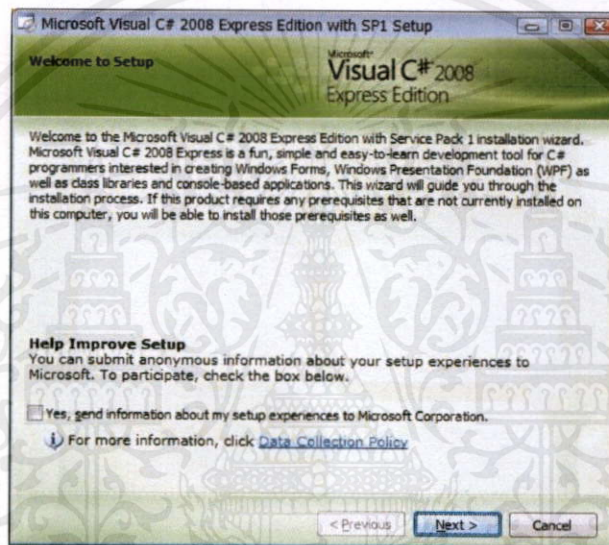 Microsoft Visual C# 2008 Express Edition with SP1 Setup
Welcome to Setup
Microsoft®
Visual C# 2008
Express Edition
Welcome to the Microsoft Visual C# 2008 Express Edition with Service Pack 1 installation wizard.
Microsoft Visual C# 2008 Express is a fun, simple and easy-to-learn development tool for C#
programmers interested in creating Windows Forms, Windows Presentation Foundation (WPF) as
well as class libraries and console-based applications. This wizard will guide you through the
installation process. If this product requires any prerequisites that are not currently installed on
this computer, you will be able to install those prerequisites as well.
Help Improve Setup
You can submit anonymous information about your setup experiences to
Microsoft. To participate, check the box below.
Yes, send information about my setup experiences to Microsoft Corporation.
For more information, click Data Collection Policy
< Previous Next > Cancel